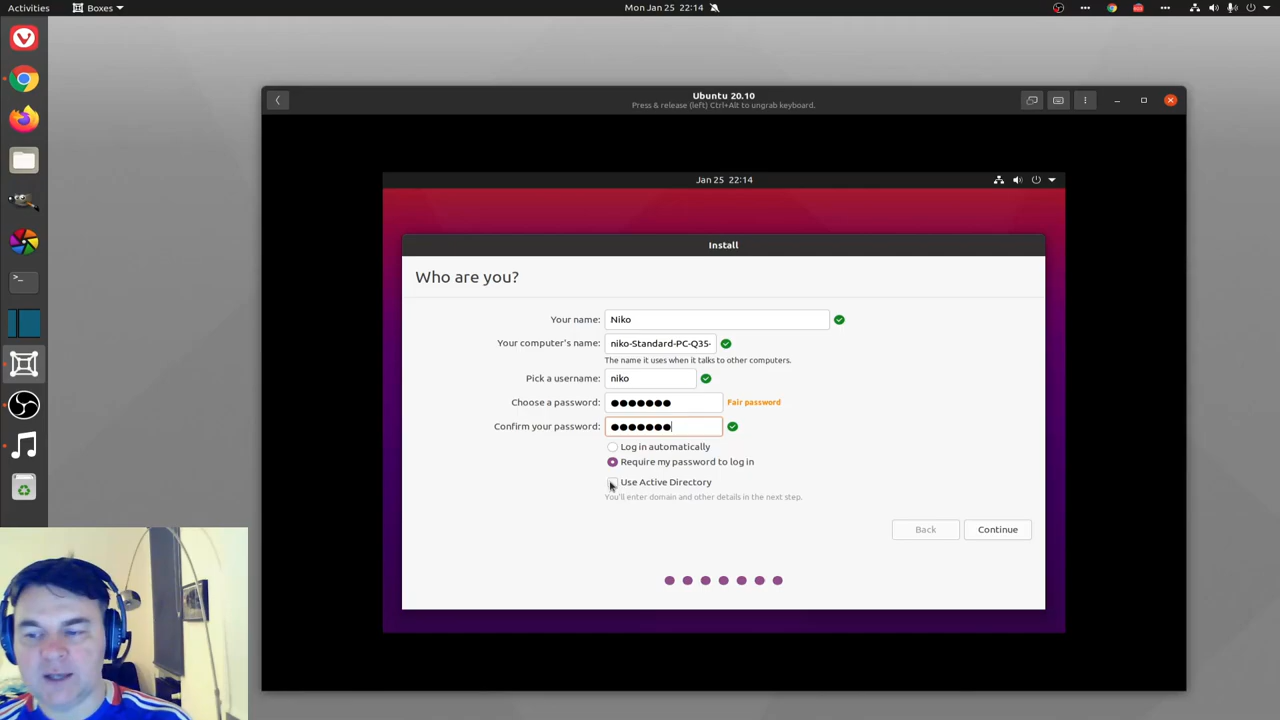 Activities
Boxes
Mon Jan 25 22:14
Ubuntu 20.10
Press & release (left) Ctrl+Alt to ungrab keyboard.
Jan 25 22:14
Install
Who are you?
Your name: Niko
Your computer's name: niko-Standard-PC-Q35-
The name it uses when it talks to other computers.
Pick a username: niko
Choose a password: ●●●●●●● Fair password
Confirm your password: ●●●●●●●
Log in automatically
Require my password to log in
Use Active Directory
You'll enter domain and other details in the next step.
Back Continue